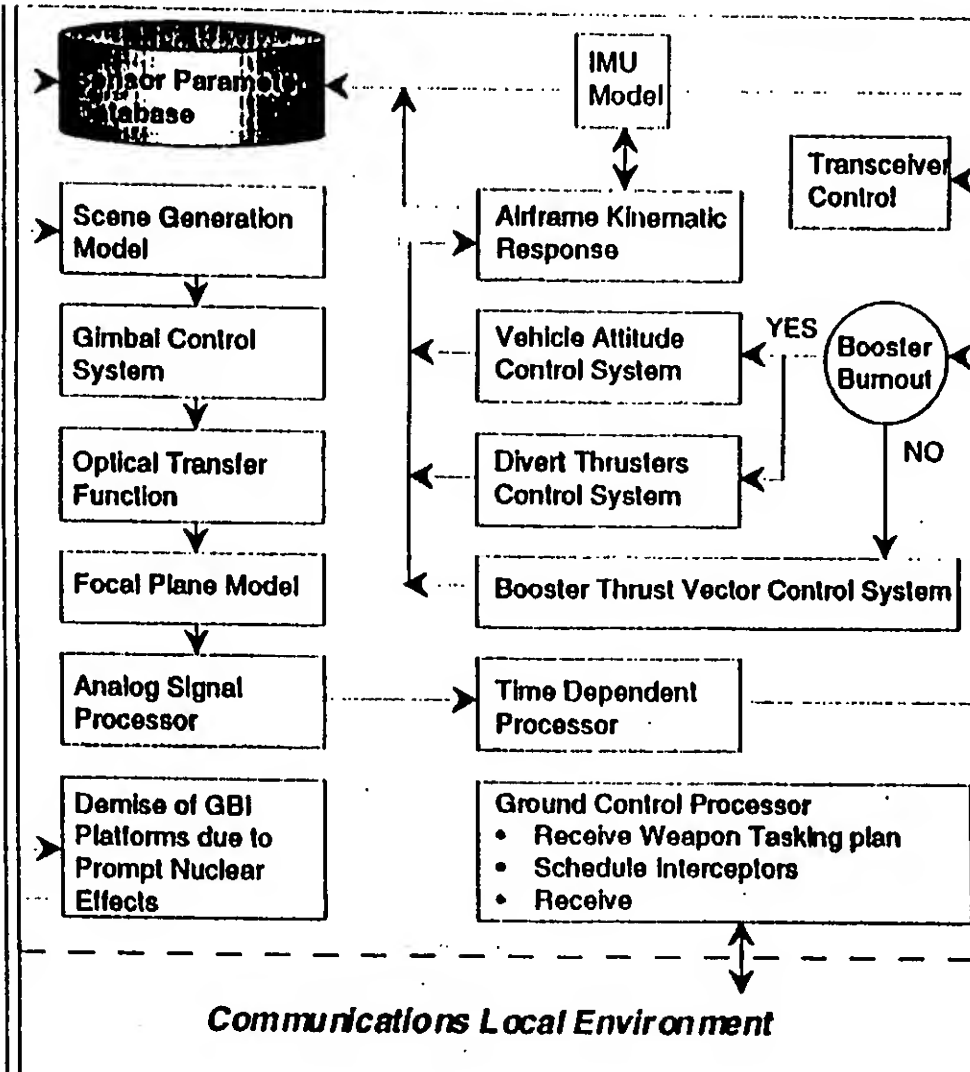 Sensor Paramete
Database
IMU
Model
Transceiver
Control
Scene Generation
Model
Airframe Kinematic
Response
Gimbal Control
System
Vehicle Attitude
Control System
YES
Booster
Burnout
NO
Optical Transfer
Function
Divert Thrusters
Control System
Focal Plane Model
Booster Thrust Vector Control System
Analog Signal
Processor
Time Dependent
Processor
Demise of GBI
Platforms due to
Prompt Nuclear
Effects
Ground Control Processor
• Receive Weapon Tasking plan
• Schedule Interceptors
• Receive
Communications Local Environment